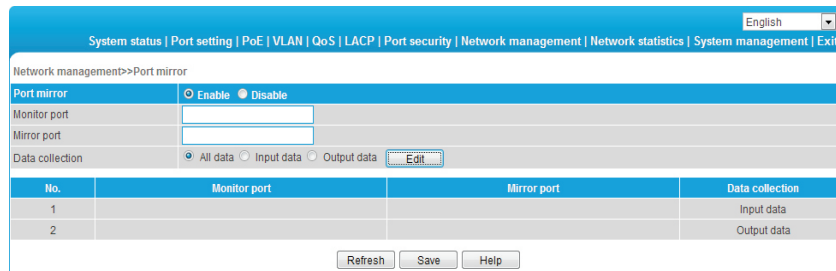 English
System status | Port setting | PoE | VLAN | QoS | LACP | Port security | Network management | Network statistics | System management | Exit
Network management>>Port mirror
Port mirror Enable Disable
Monitor port
Mirror port
Data collection All data Input data Output data Edit
No. Monitor port Mirror port Data collection
1 Input data
2 Output data
Refresh Save Help